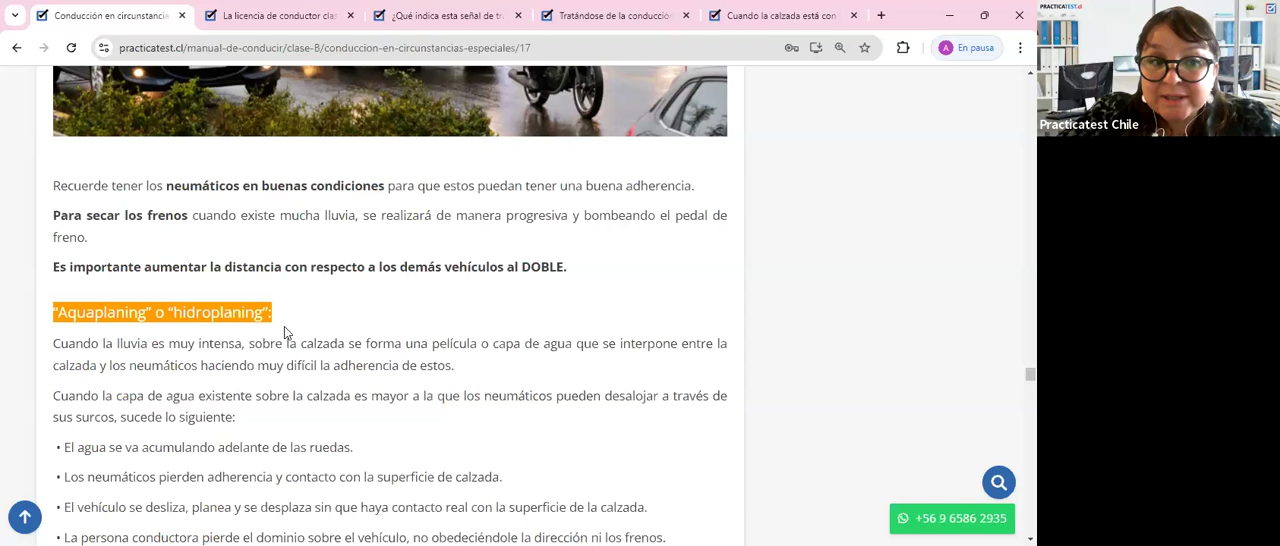 Conducción en circunstancia
La licencia de conductor clas
¿Qué indica esta señal de tr
Tratándose de la conducción
Cuando la calzada está con
practicatest.cl/manual-de-conducir/clase-B/conduccion-en-circunstancias-especiales/17
A En pausa
PRACTICATEST.cl
Practicatest Chile
Recuerde tener los neumáticos en buenas condiciones para que estos puedan tener una buena adherencia.
Para secar los frenos cuando existe mucha lluvia, se realizará de manera progresiva y bombeando el pedal de
freno.
Es importante aumentar la distancia con respecto a los demás vehículos al DOBLE.
“Aquaplaning” o “hidroplaning”:
Cuando la lluvia es muy intensa, sobre la calzada se forma una película o capa de agua que se interpone entre la
calzada y los neumáticos haciendo muy difícil la adherencia de estos.
Cuando la capa de agua existente sobre la calzada es mayor a la que los neumáticos pueden desalojar a través de
sus surcos, sucede lo siguiente:
• El agua se va acumulando adelante de las ruedas.
• Los neumáticos pierden adherencia y contacto con la superficie de calzada.
• El vehículo se desliza, planea y se desplaza sin que haya contacto real con la superficie de la calzada.
• La persona conductora pierde el dominio sobre el vehículo, no obedeciéndole la dirección ni los frenos.
+56 9 6586 2935